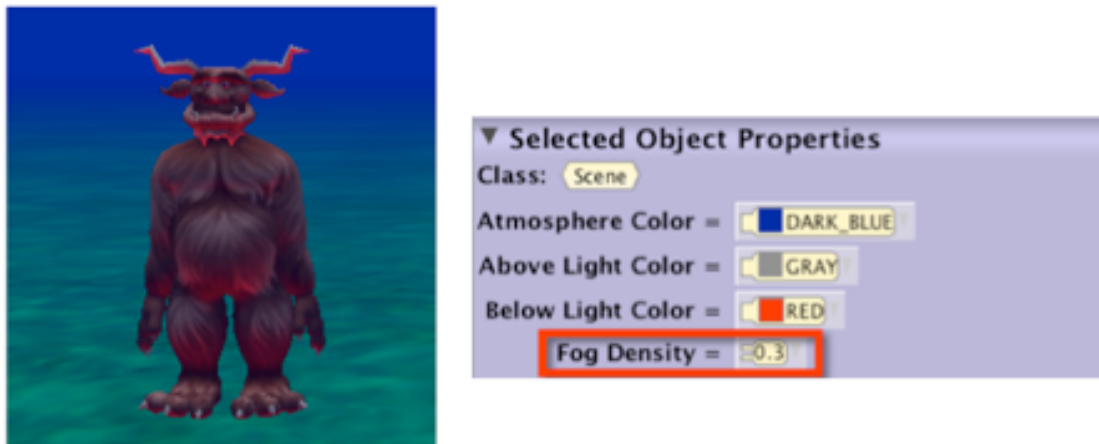 ▼ Selected Object Properties
Class: Scene
Atmosphere Color = DARK_BLUE
Above Light Color = GRAY
Below Light Color = RED
Fog Density = 0.3